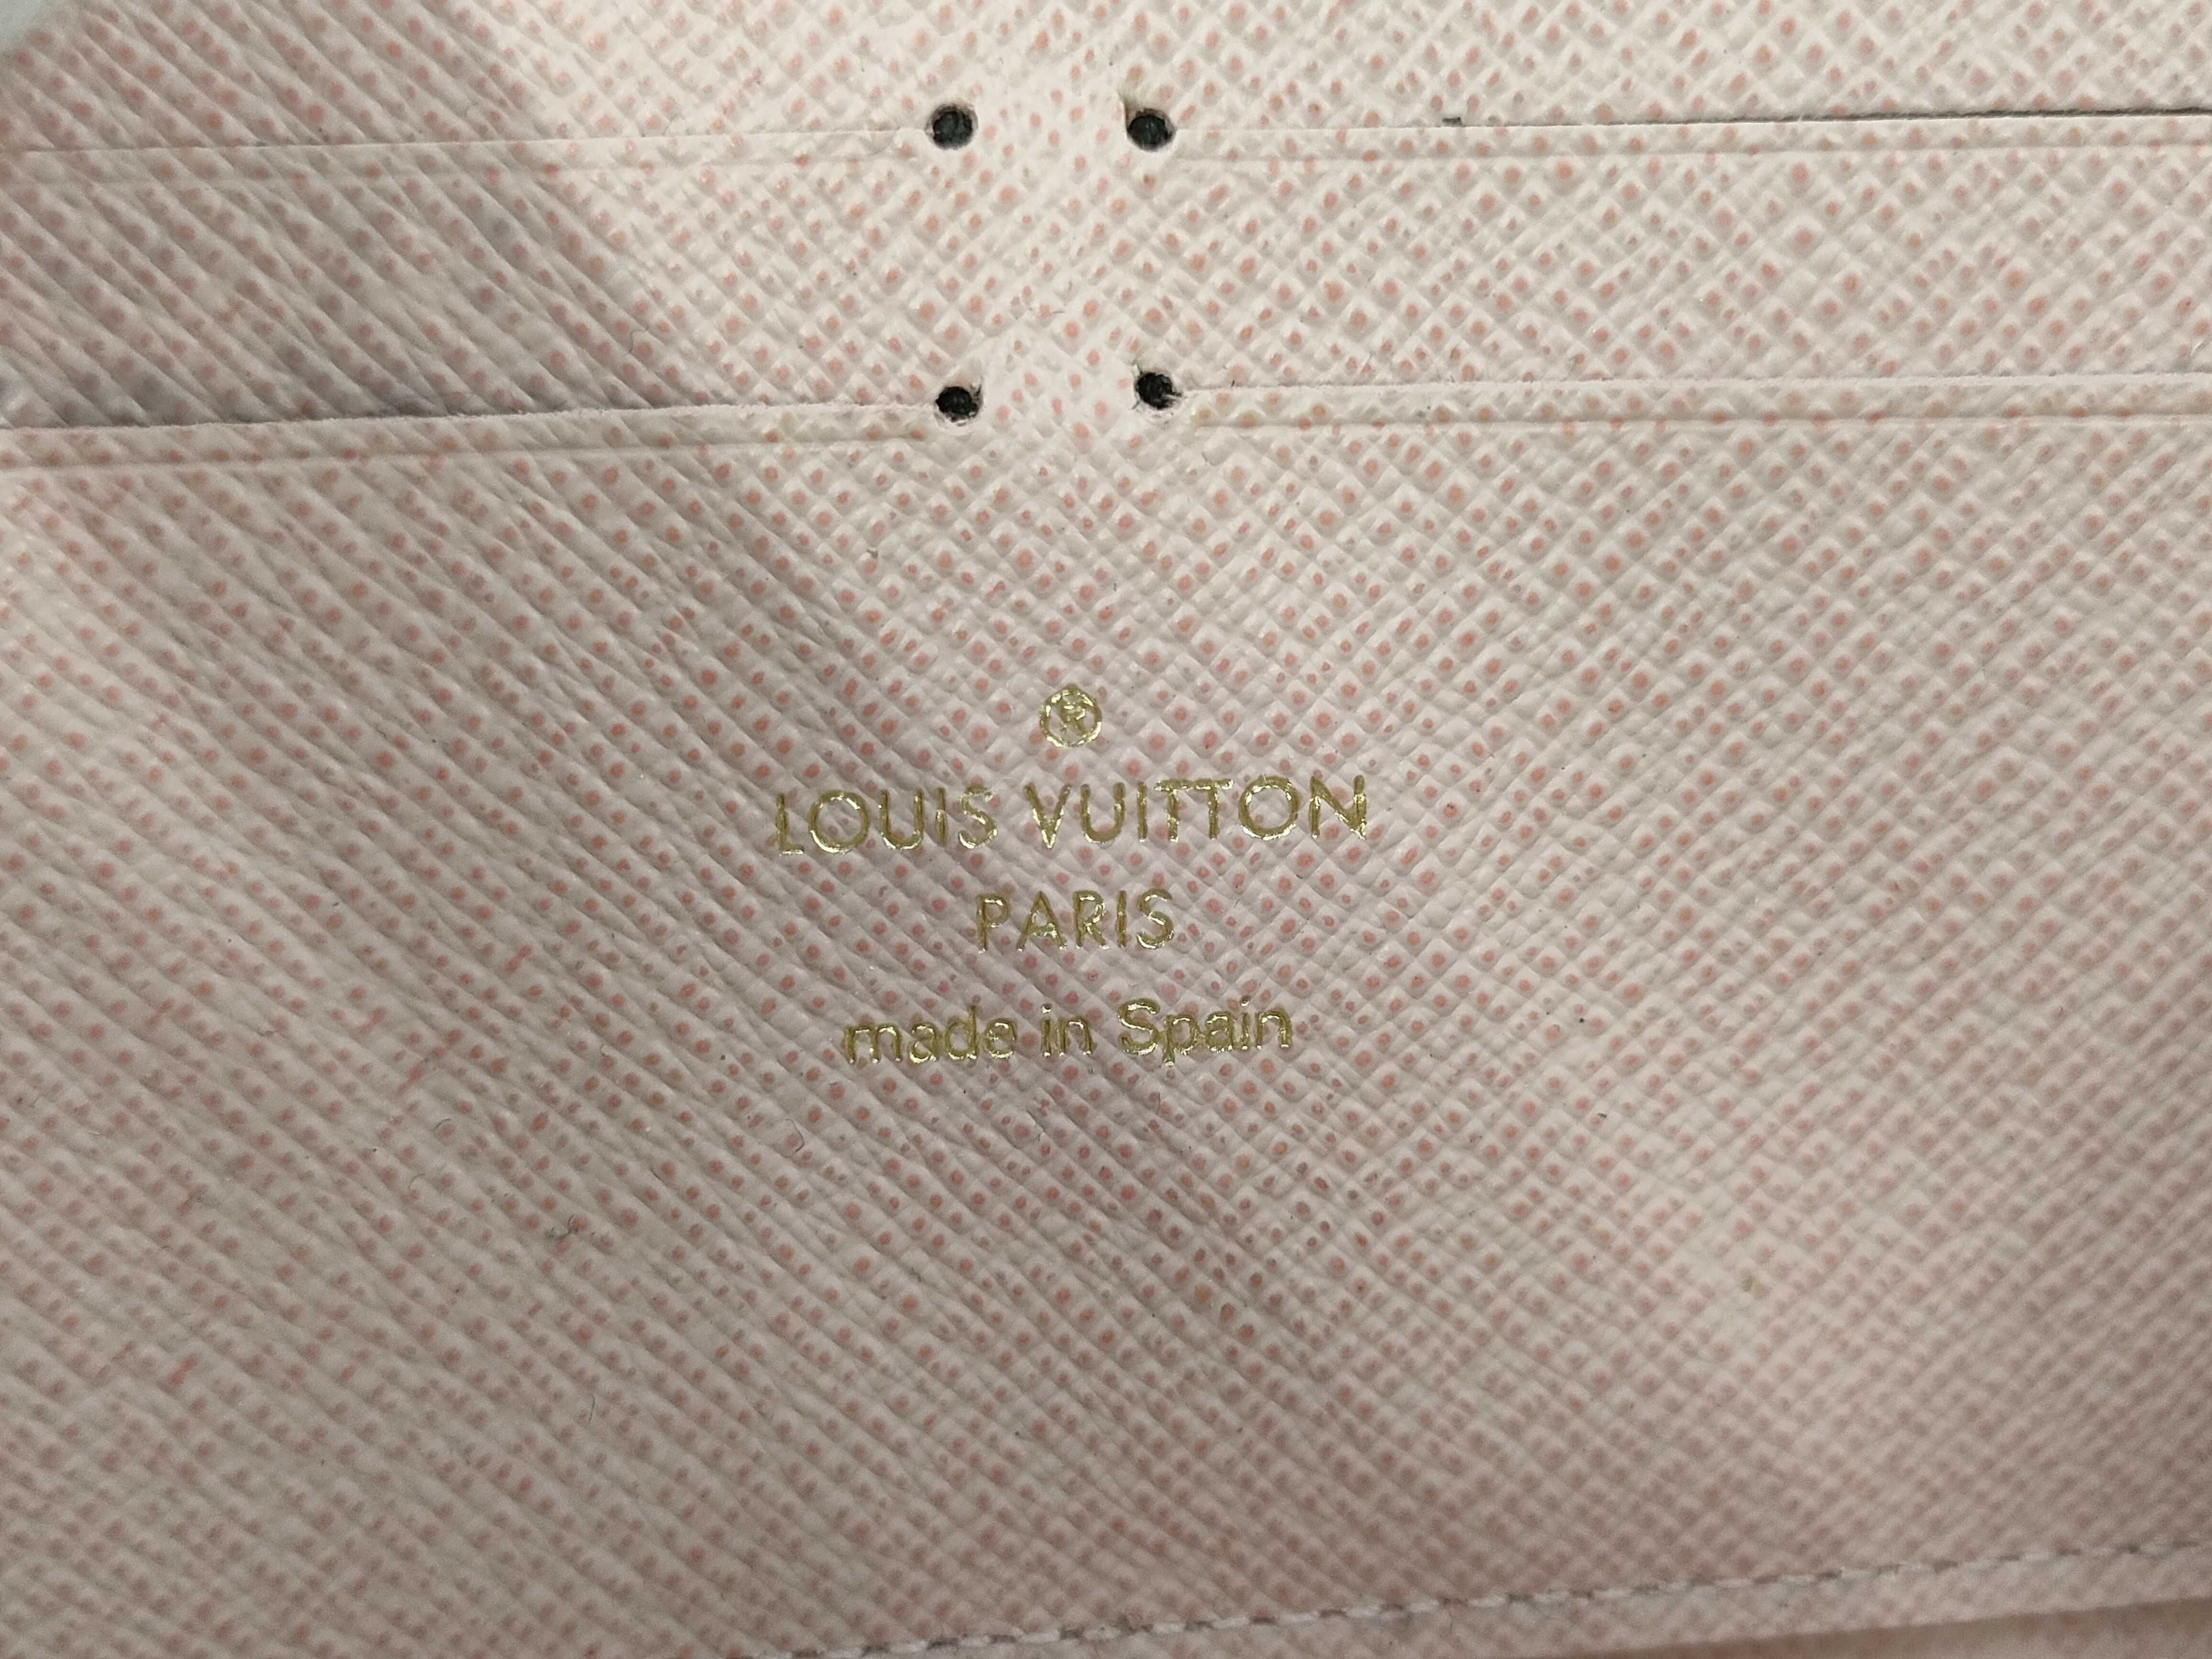 ®
LOUIS VUITTON
PARIS
made in Spain